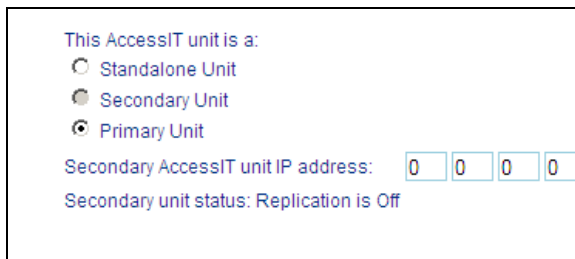 This AccessIT unit is a:
Standalone Unit
Secondary Unit
Primary Unit
Secondary AccessIT unit IP address: 0 0 0 0
Secondary unit status: Replication is Off